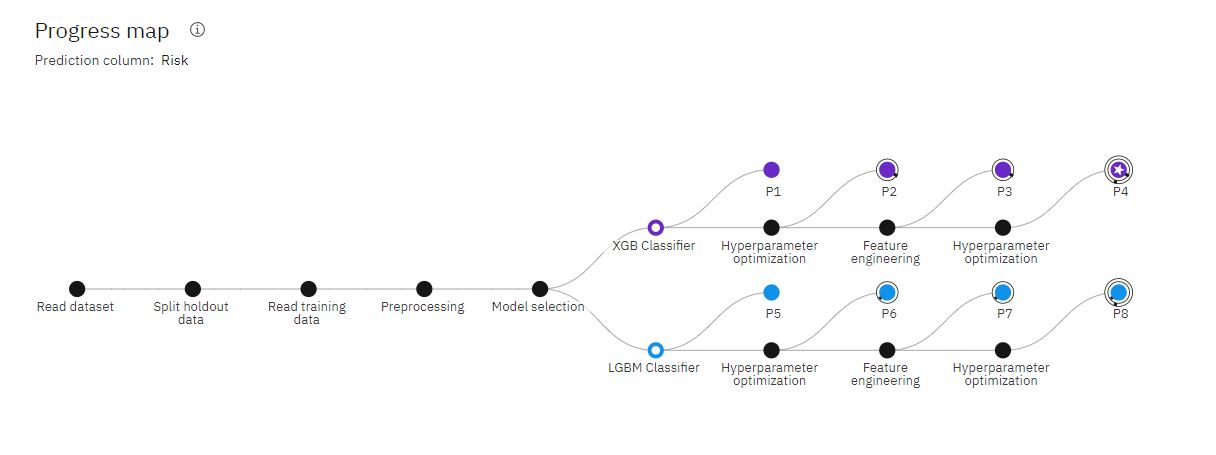 Progress map
Prediction column: Risk
P1
P2
P3
P4
XGB Classifier
Hyperparameter
optimization
Feature
engineering
Hyperparameter
optimization
Read dataset
Split holdout
data
Read training
data
Preprocessing
Model selection
P5
P6
P7
P8
LGBM Classifier
Hyperparameter
optimization
Feature
engineering
Hyperparameter
optimization